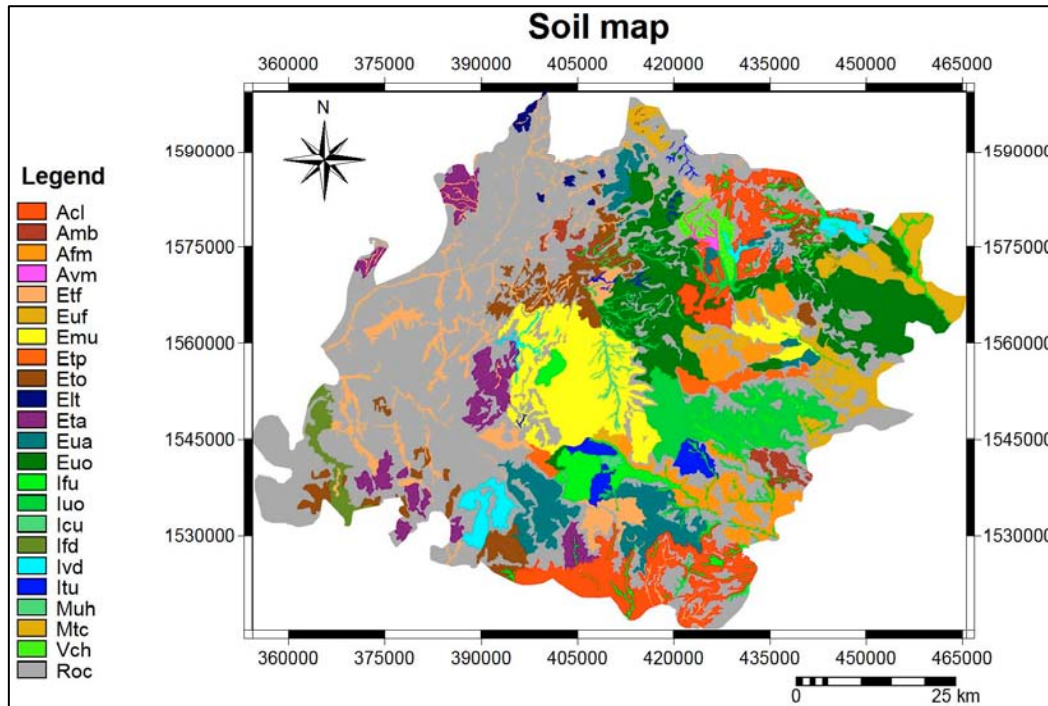 Soil map
360000 375000 390000 405000 420000 435000 450000 465000
N
1590000 1590000
1575000 1575000
1560000 1560000
1545000 1545000
1530000 1530000
Legend
Acl
Amb
Afm
Avm
Etf
Euf
Emu
Etp
Eto
Elt
Eta
Eua
Euo
Ifu
Iuo
Icu
Ifd
Ivd
Itu
Muh
Mtc
Vch
Roc
360000 375000 390000 405000 420000 435000 450000 465000
0 25 km